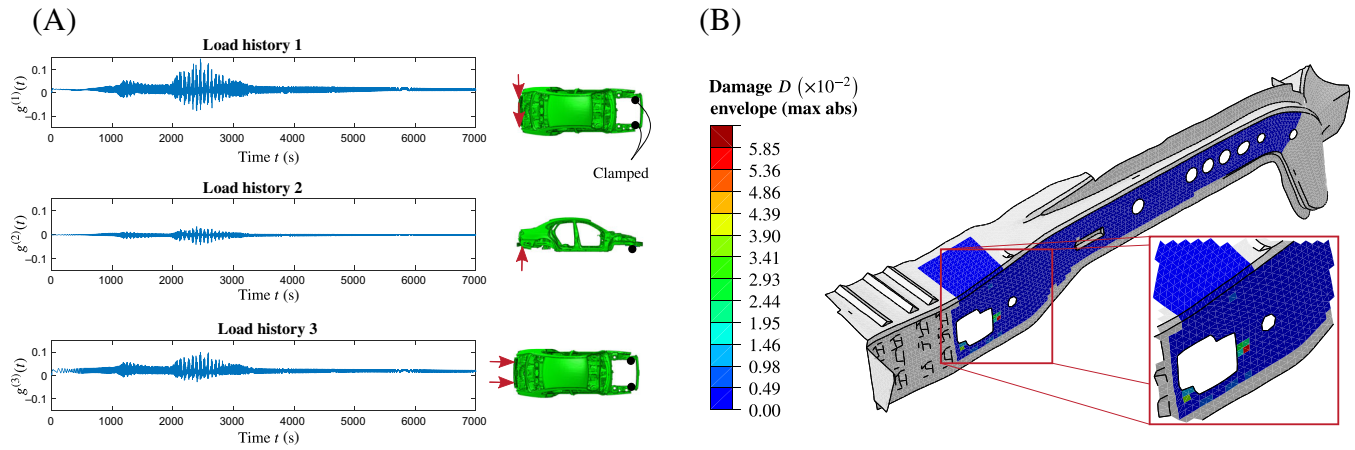 (A)
Load history 1
0.1
0
−0.1
g⁽¹⁾(t)
0 1000 2000 3000 4000 5000 6000 7000
Time t (s)
Clamped
Load history 2
0.1
0
−0.1
g⁽²⁾(t)
0 1000 2000 3000 4000 5000 6000 7000
Time t (s)
Load history 3
0.1
0
−0.1
g⁽³⁾(t)
0 1000 2000 3000 4000 5000 6000 7000
Time t (s)
(B)
Damage D (×10⁻²)
envelope (max abs)
5.85
5.36
4.86
4.39
3.90
3.41
2.93
2.44
1.95
1.46
0.98
0.49
0.00